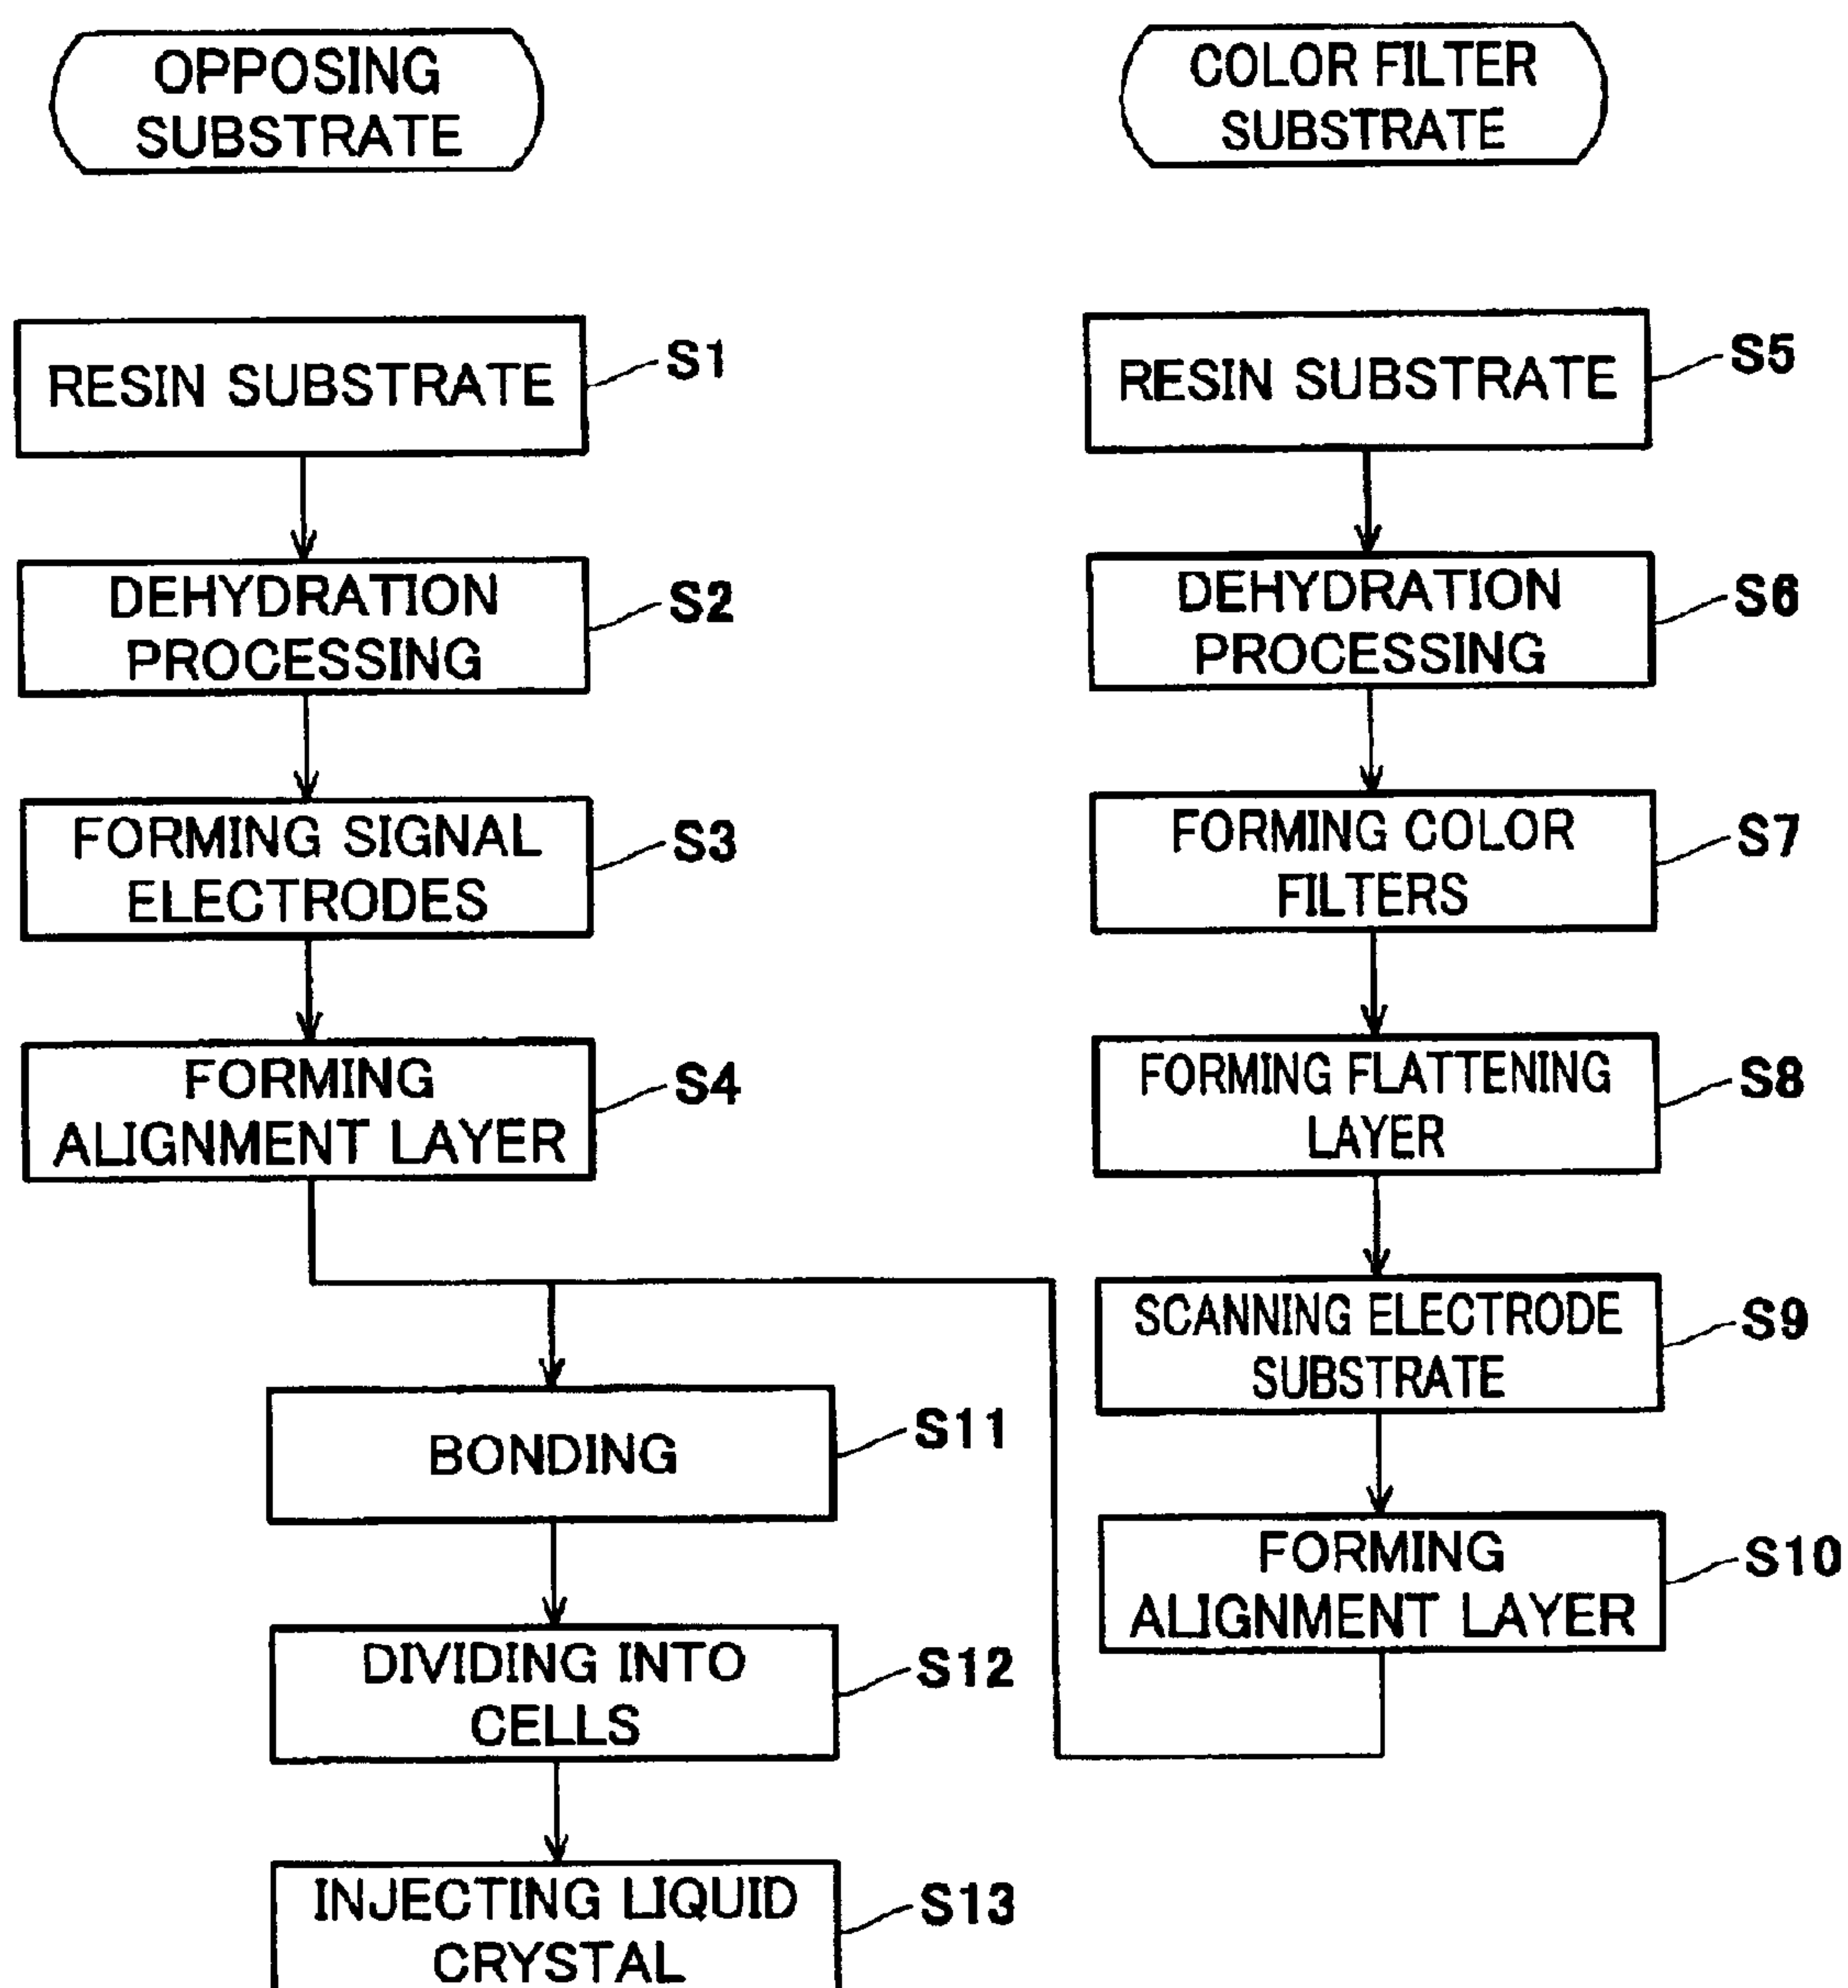 OPPOSING
SUBSTRATE
RESIN SUBSTRATE
S1
DEHYDRATION
PROCESSING
S2
FORMING SIGNAL
ELECTRODES
S3
FORMING
ALIGNMENT LAYER
S4
COLOR FILTER
SUBSTRATE
RESIN SUBSTRATE
S5
DEHYDRATION
PROCESSING
S6
FORMING COLOR
FILTERS
S7
FORMING FLATTENING
LAYER
S8
SCANNING ELECTRODE
SUBSTRATE
S9
FORMING
ALIGNMENT LAYER
S10
BONDING
S11
DIVIDING INTO
CELLS
S12
INJECTING LIQUID
CRYSTAL
S13